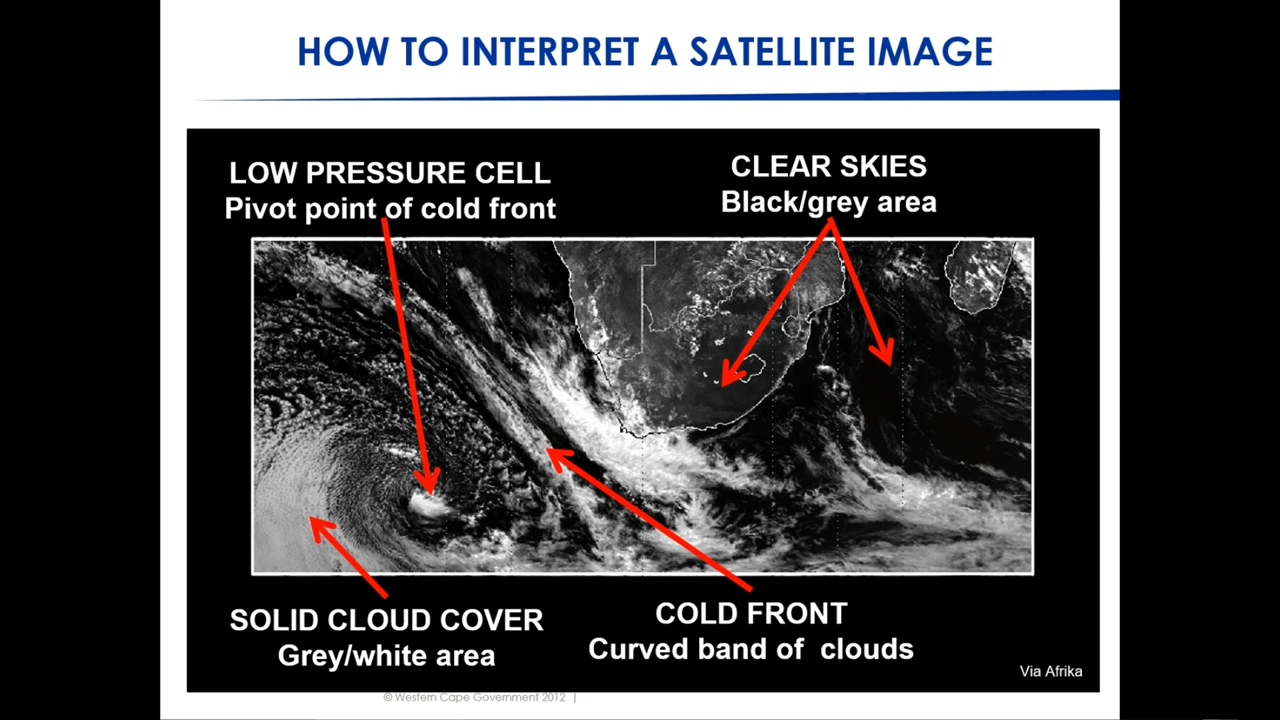 HOW TO INTERPRET A SATELLITE IMAGE
LOW PRESSURE CELL
Pivot point of cold front
CLEAR SKIES
Black/grey area
SOLID CLOUD COVER
Grey/white area
COLD FRONT
Curved band of clouds
Via Afrika
© Western Cape Government 2012 |